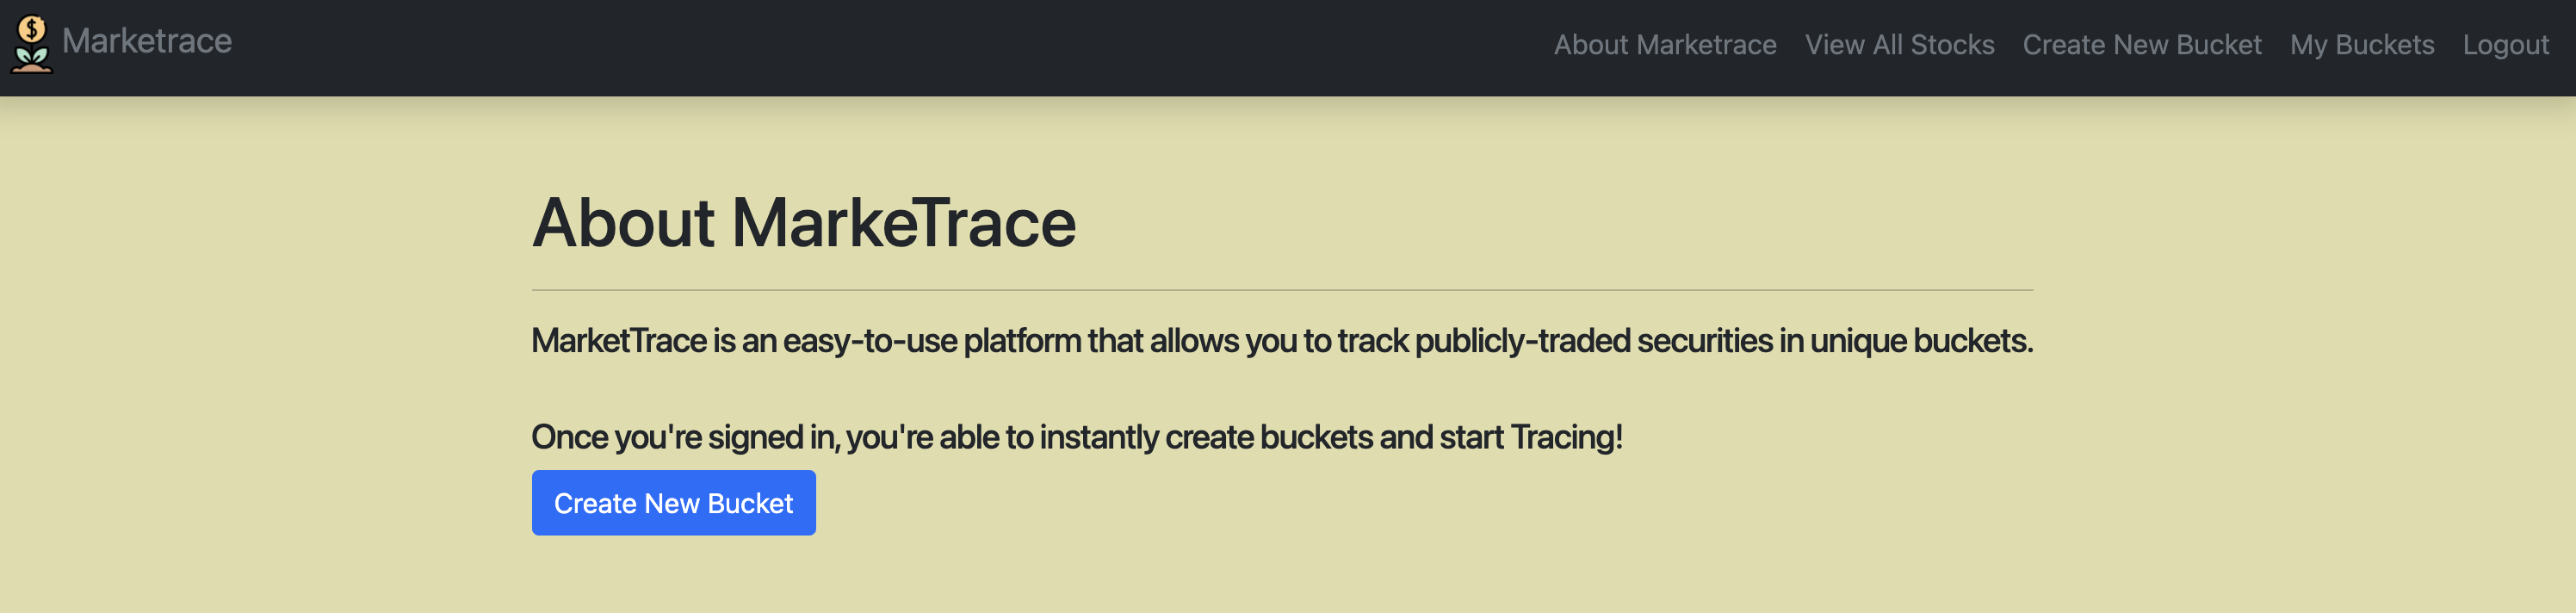 $
Marketrace
About Marketrace View All Stocks Create New Bucket My Buckets Logout
About MarkeTrace
MarketTrace is an easy-to-use platform that allows you to track publicly-traded securities in unique buckets.
Once you're signed in, you're able to instantly create buckets and start Tracing!
Create New Bucket